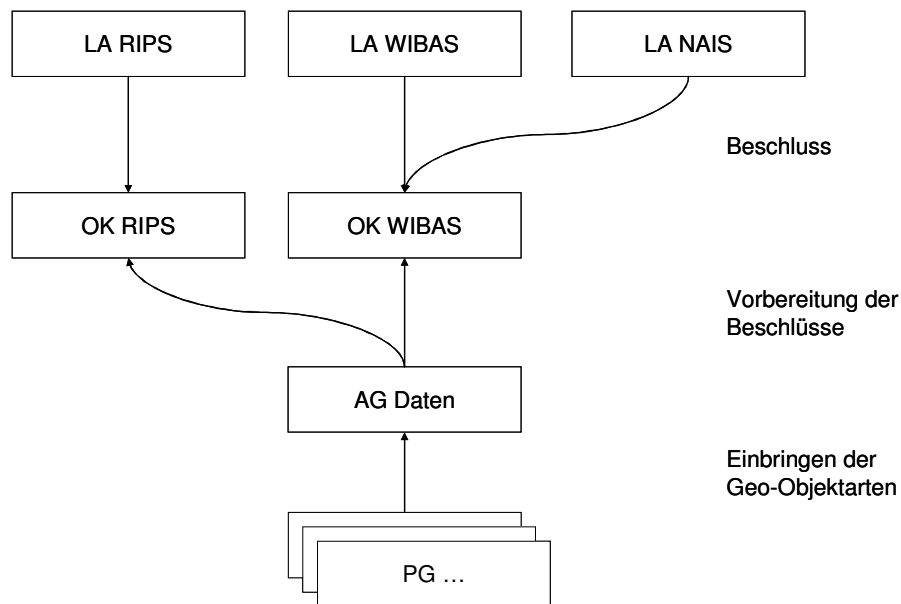 LA RIPS
LA WIBAS
LA NAIS
Beschluss
OK RIPS
OK WIBAS
Vorbereitung der
Beschlüsse
AG Daten
Einbringen der
Geo-Objektarten
PG ...